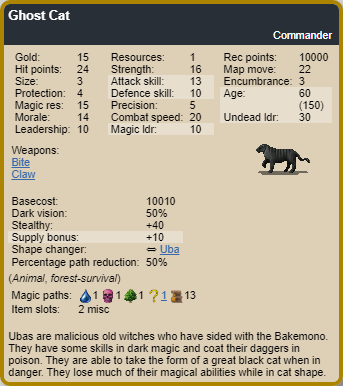 Ghost Cat
Commander
Gold: 15 Resources: 1 Rec points: 10000
Hit points: 24 Strength: 16 Map move: 22
Size: 3 Attack skill: 13 Encumbrance: 3
Protection: 4 Defence skill: 10 Age: 60
Magic res: 15 Precision: 5 (150)
Morale: 14 Combat speed: 20 Undead ldr: 30
Leadership: 10 Magic ldr: 10
Weapons:
Bite
Claw
Basecost: 10010
Dark vision: 50%
Stealthy: +40
Supply bonus: +10
Shape changer: ⇔ Uba
Percentage path reduction: 50%
(Animal, forest-survival)
Magic paths: 1 1 1 ?1 13
Item slots: 2 misc
Ubas are malicious old witches who have sided with the Bakemono.
They have some skills in dark magic and coat their daggers in
poison. They are able to take the form of a great black cat when in
danger. They lose much of their magical abilities while in cat shape.